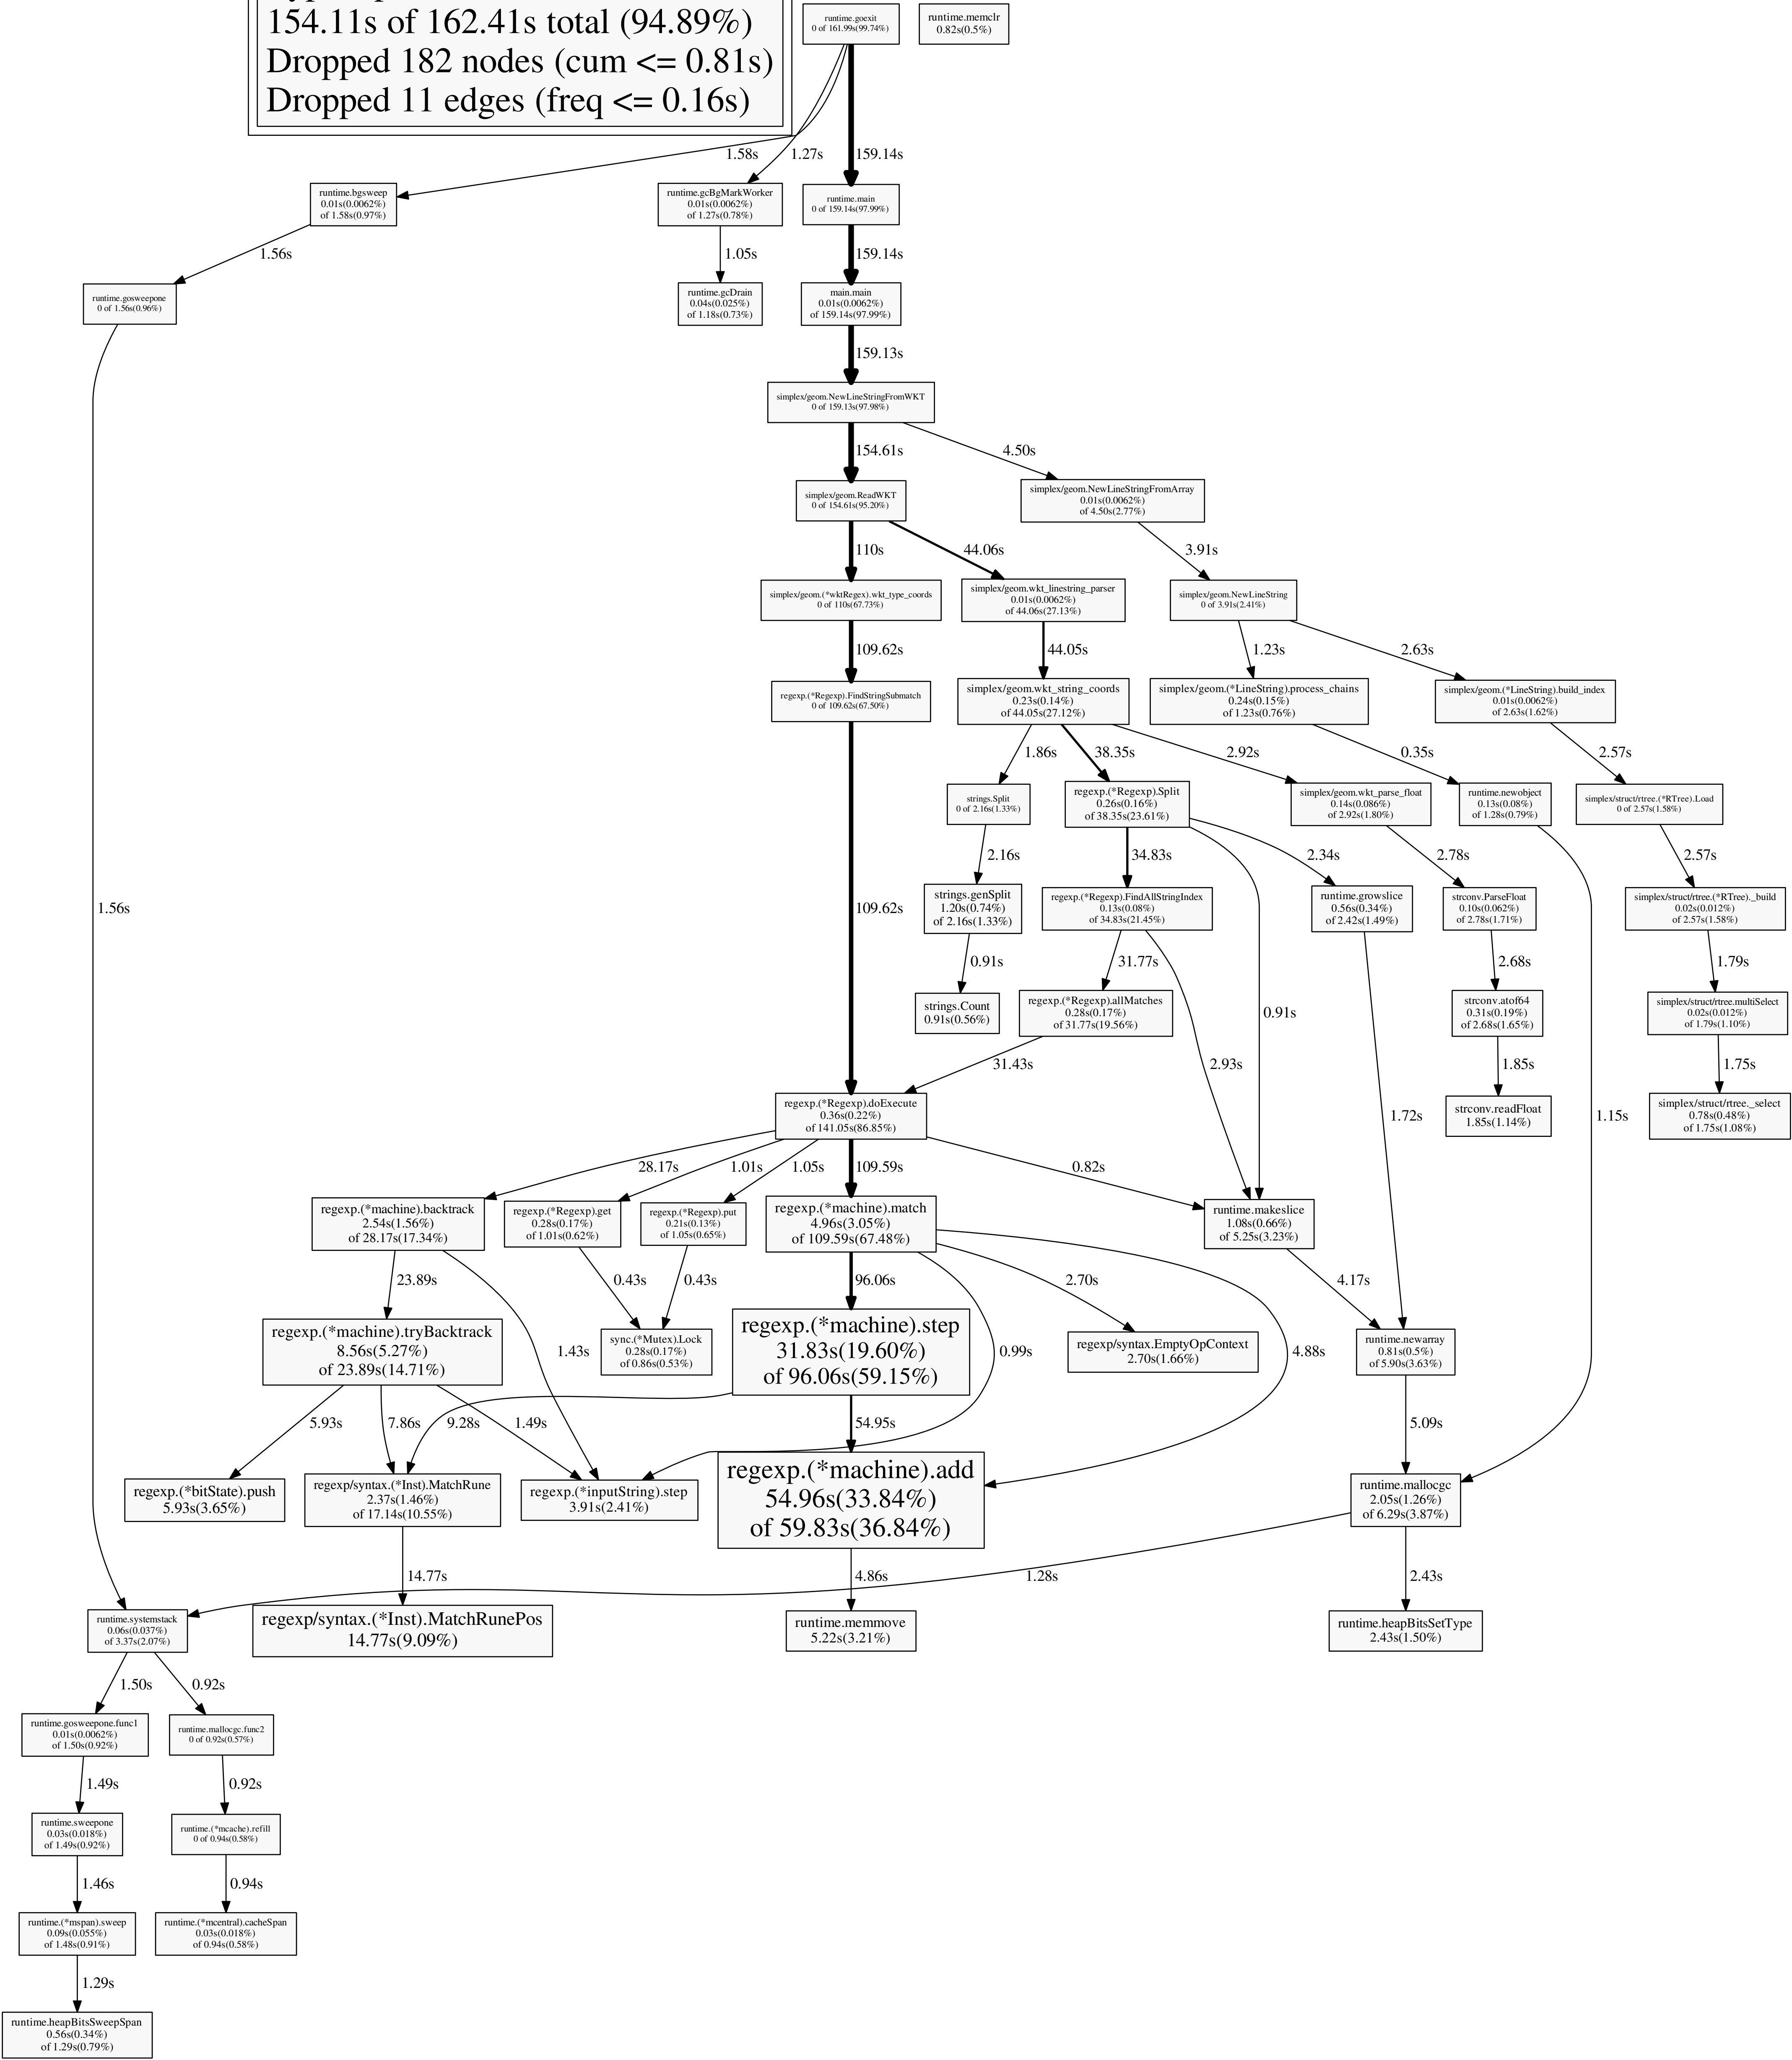 154.11s of 162.41s total (94.89%)
Dropped 182 nodes (cum <= 0.81s)
Dropped 11 edges (freq <= 0.16s)
runtime.goexit
0 of 161.99s(99.74%)
runtime.memclr
0.82s(0.5%)
1.58s
1.27s
159.14s
runtime.bgsweep
0.01s(0.0062%)
of 1.58s(0.97%)
runtime.gcBgMarkWorker
0.01s(0.0062%)
of 1.27s(0.78%)
runtime.main
0 of 159.14s(97.99%)
1.56s
1.05s
159.14s
runtime.gosweepone
0 of 1.56s(0.96%)
runtime.gcDrain
0.04s(0.025%)
of 1.18s(0.73%)
main.main
0.01s(0.0062%)
of 159.14s(97.99%)
159.13s
simplex/geom.NewLineStringFromWKT
0 of 159.13s(97.98%)
154.61s
4.50s
simplex/geom.ReadWKT
0 of 154.61s(95.20%)
simplex/geom.NewLineStringFromArray
0.01s(0.0062%)
of 4.50s(2.77%)
110s
44.06s
3.91s
simplex/geom.(*wktRegex).wkt_type_coords
0 of 110s(67.73%)
simplex/geom.wkt_linestring_parser
0.01s(0.0062%)
of 44.06s(27.13%)
simplex/geom.NewLineString
0 of 3.91s(2.41%)
109.62s
44.05s
1.23s
2.63s
regexp.(*Regexp).FindStringSubmatch
0 of 109.62s(67.50%)
simplex/geom.wkt_string_coords
0.23s(0.14%)
of 44.05s(27.12%)
simplex/geom.(*LineString).process_chains
0.24s(0.15%)
of 1.23s(0.76%)
simplex/geom.(*LineString).build_index
0.01s(0.0062%)
of 2.63s(1.62%)
1.86s
38.35s
2.92s
0.35s
2.57s
strings.Split
0 of 2.16s(1.33%)
regexp.(*Regexp).Split
0.26s(0.16%)
of 38.35s(23.61%)
simplex/geom.wkt_parse_float
0.14s(0.086%)
of 2.92s(1.80%)
runtime.newobject
0.13s(0.08%)
of 1.28s(0.79%)
simplex/struct/rtree.(*RTree).Load
0 of 2.57s(1.58%)
2.16s
34.83s
2.34s
2.78s
2.57s
strings.genSplit
1.20s(0.74%)
of 2.16s(1.33%)
regexp.(*Regexp).FindAllStringIndex
0.13s(0.08%)
of 34.83s(21.45%)
runtime.growslice
0.56s(0.34%)
of 2.42s(1.49%)
strconv.ParseFloat
0.10s(0.062%)
of 2.78s(1.71%)
simplex/struct/rtree.(*RTree)._build
0.02s(0.012%)
of 2.57s(1.58%)
1.56s
109.62s
0.91s
31.77s
2.68s
1.79s
strings.Count
0.91s(0.56%)
regexp.(*Regexp).allMatches
0.28s(0.17%)
of 31.77s(19.56%)
0.91s
strconv.atof64
0.31s(0.19%)
of 2.68s(1.65%)
simplex/struct/rtree.multiSelect
0.02s(0.012%)
of 1.79s(1.10%)
31.43s
2.93s
1.85s
1.75s
regexp.(*Regexp).doExecute
0.36s(0.22%)
of 141.05s(86.85%)
1.72s
strconv.readFloat
1.85s(1.14%)
1.15s
simplex/struct/rtree._select
0.78s(0.48%)
of 1.75s(1.08%)
28.17s
1.01s
1.05s
109.59s
0.82s
regexp.(*machine).backtrack
2.54s(1.56%)
of 28.17s(17.34%)
regexp.(*Regexp).get
0.28s(0.17%)
of 1.01s(0.62%)
regexp.(*Regexp).put
0.21s(0.13%)
of 1.05s(0.65%)
regexp.(*machine).match
4.96s(3.05%)
of 109.59s(67.48%)
runtime.makeslice
1.08s(0.66%)
of 5.25s(3.23%)
23.89s
0.43s
0.43s
96.06s
2.70s
4.17s
regexp.(*machine).tryBacktrack
8.56s(5.27%)
of 23.89s(14.71%)
1.43s
sync.(*Mutex).Lock
0.28s(0.17%)
of 0.86s(0.53%)
regexp.(*machine).step
31.83s(19.60%)
of 96.06s(59.15%)
0.99s
regexp/syntax.EmptyOpContext
2.70s(1.66%)
4.88s
runtime.newarray
0.81s(0.5%)
of 5.90s(3.63%)
5.93s
7.86s
9.28s
1.49s
54.95s
5.09s
regexp.(*bitState).push
5.93s(3.65%)
regexp/syntax.(*Inst).MatchRune
2.37s(1.46%)
of 17.14s(10.55%)
regexp.(*inputString).step
3.91s(2.41%)
regexp.(*machine).add
54.96s(33.84%)
of 59.83s(36.84%)
runtime.mallocgc
2.05s(1.26%)
of 6.29s(3.87%)
14.77s
4.86s
1.28s
2.43s
runtime.systemstack
0.06s(0.037%)
of 3.37s(2.07%)
regexp/syntax.(*Inst).MatchRunePos
14.77s(9.09%)
runtime.memmove
5.22s(3.21%)
runtime.heapBitsSetType
2.43s(1.50%)
1.50s
0.92s
runtime.gosweepone.func1
0.01s(0.0062%)
of 1.50s(0.92%)
runtime.mallocgc.func2
0 of 0.92s(0.57%)
1.49s
0.92s
runtime.sweepone
0.03s(0.018%)
of 1.49s(0.92%)
runtime.(*mcache).refill
0 of 0.94s(0.58%)
1.46s
0.94s
runtime.(*mspan).sweep
0.09s(0.055%)
of 1.48s(0.91%)
runtime.(*mcentral).cacheSpan
0.03s(0.018%)
of 0.94s(0.58%)
1.29s
runtime.heapBitsSweepSpan
0.56s(0.34%)
of 1.29s(0.79%)